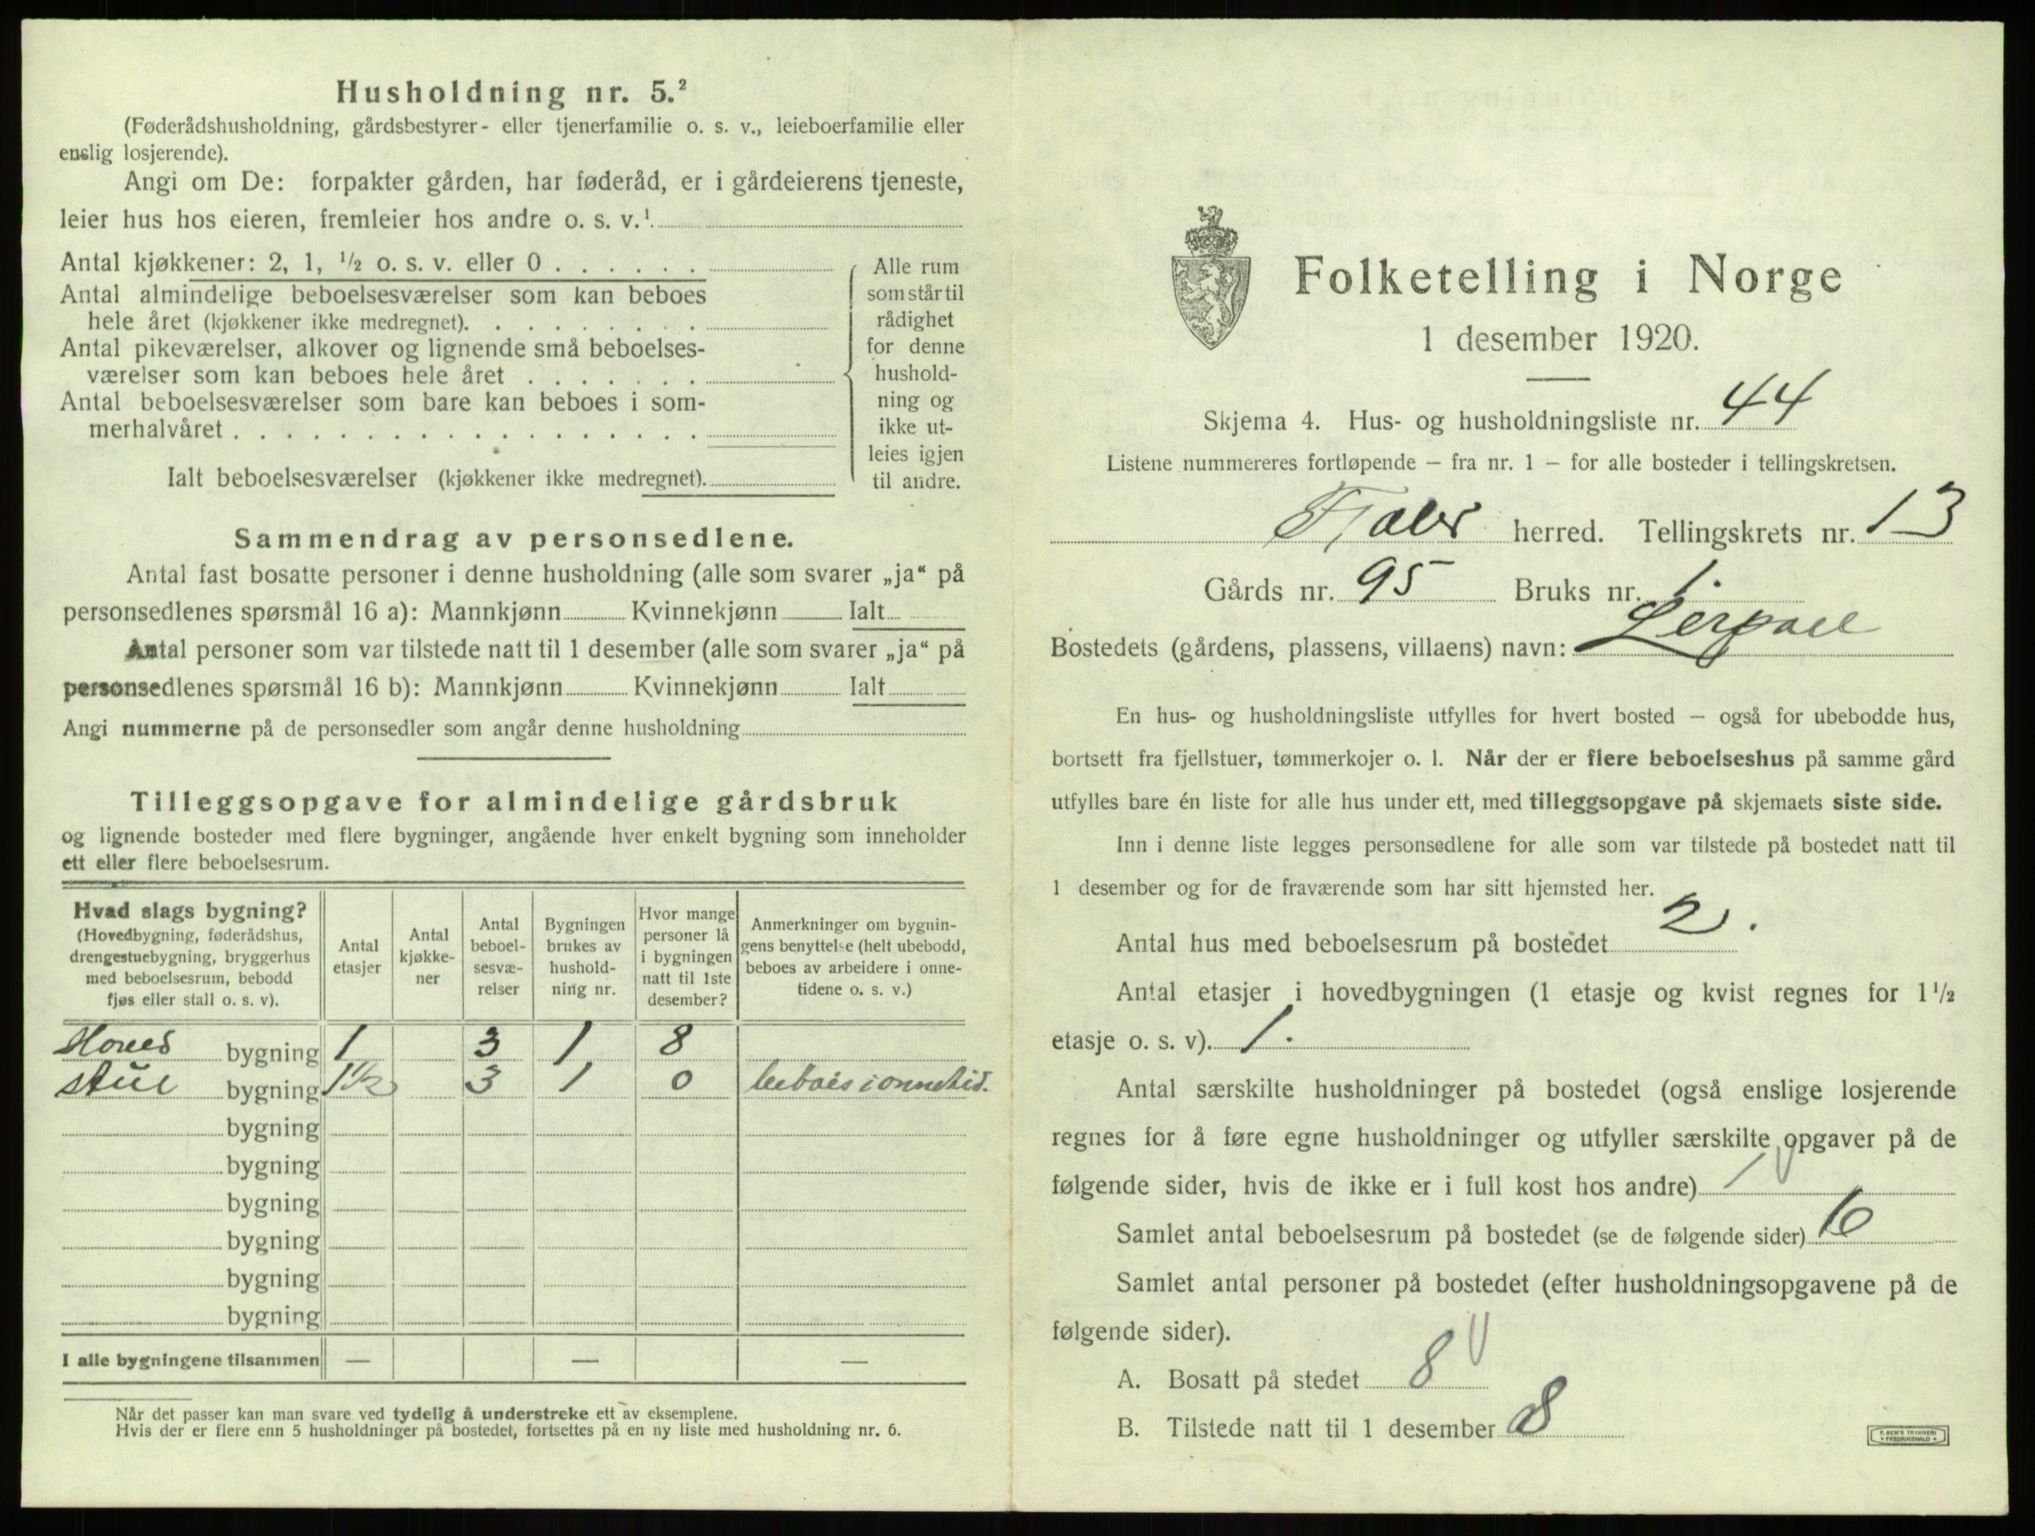 Husholdning nr. 5.²
(Føderådshusholdning, gårdsbestyrer- eller tjenerfamilie o. s. v., leieboerfamilie eller
enslig losjerende).
Angi om De: forpakter gården, har føderåd, er i gårdeierens tjeneste,
leier hus hos eieren, fremleier hos andre o. s. v.¹
Antal kjøkkener: 2, 1, ½ o. s. v. eller 0 . . . . . .
Antal almindelige beboelsesværelser som kan beboes
hele året (kjøkkener ikke medregnet). . . . . . . . .
Antal pikeværelser, alkover og lignende små beboelses-
værelser som kan beboes hele året . . . . . . .
Antal beboelsesværelser som bare kan beboes i som-
merhalvåret . . . . . . . . . . . . . . . . . .
Ialt beboelsesværelser (kjøkkener ikke medregnet).
Alle rum
som står til
rådighet
for denne
hushold-
ning og
ikke ut-
leies igjen
til andre.
Sammendrag av personsedlene.
Antal fast bosatte personer i denne husholdning (alle som svarer „ja“ på
personsedlenes spørsmål 16 a): Mannkjønn Kvinnekjønn Ialt
Antal personer som var tilstede natt til 1 desember (alle som svarer „ja“ på
personsedlenes spørsmål 16 b): Mannkjønn Kvinnekjønn Ialt
Angi nummerne på de personsedler som angår denne husholdning
Tilleggsopgave for almindelige gårdsbruk
og lignende bosteder med flere bygninger, angående hver enkelt bygning som inneholder
ett eller flere beboelsesrum.
Hvad slags bygning?
(Hovedbygning, føderådshus,
drengestuebygning, bryggerhus
med beboelsesrum, bebodd
fjøs eller stall o. s. v).
Antal
etasjer
Antal
kjøkke-
ner
Antal
beboel-
sesvæ-
relser
Bygningen
brukes av
hushold-
ning nr.
Hvor mange
personer lå
i bygningen
natt til 1ste
desember?
Anmerkninger om bygnin-
gens benyttelse (helt ubebodd,
beboes av arbeidere i onne-
tidene o. s. v.)
Hoved bygning 1 3 1 8
bygning 1½ 3 1 0 beboes i onnetid.
bygning
bygning
bygning
bygning
bygning
bygning
I alle bygningene tilsammen — — —
Når det passer kan man svare ved tydelig å understreke ett av eksemplene.
Hvis der er flere enn 5 husholdninger på bostedet, fortsettes på en ny liste med husholdning nr. 6.
Folketelling i Norge
1 desember 1920.
Skjema 4. Hus- og husholdningsliste nr. 44
Listene nummereres fortløpende – fra nr. 1 – for alle bosteder i tellingskretsen.
Fjaler herred. Tellingskrets nr. 13
Gårds nr. 95 Bruks nr. 1.
Bostedets (gårdens, plassens, villaens) navn: Lerpoll
En hus- og husholdningsliste utfylles for hvert bosted – også for ubebodde hus,
bortsett fra fjellstuer, tømmerkojer o. l. Når der er flere beboelseshus på samme gård
utfylles bare én liste for alle hus under ett, med tilleggsopgave på skjemaets siste side.
Inn i denne liste legges personsedlene for alle som var tilstede på bostedet natt til
1 desember og for de fraværende som har sitt hjemsted her.
Antal hus med beboelsesrum på bostedet 2.
Antal etasjer i hovedbygningen (1 etasje og kvist regnes for 1½
etasje o. s. v). 1.
Antal særskilte husholdninger på bostedet (også enslige losjerende
regnes for å føre egne husholdninger og utfyller særskilte opgaver på de
følgende sider, hvis de ikke er i full kost hos andre) 1
Samlet antal beboelsesrum på bostedet (se de følgende sider) 6
Samlet antal personer på bostedet (efter husholdningsopgavene på de
følgende sider).
A. Bosatt på stedet 8
B. Tilstede natt til 1 desember 8